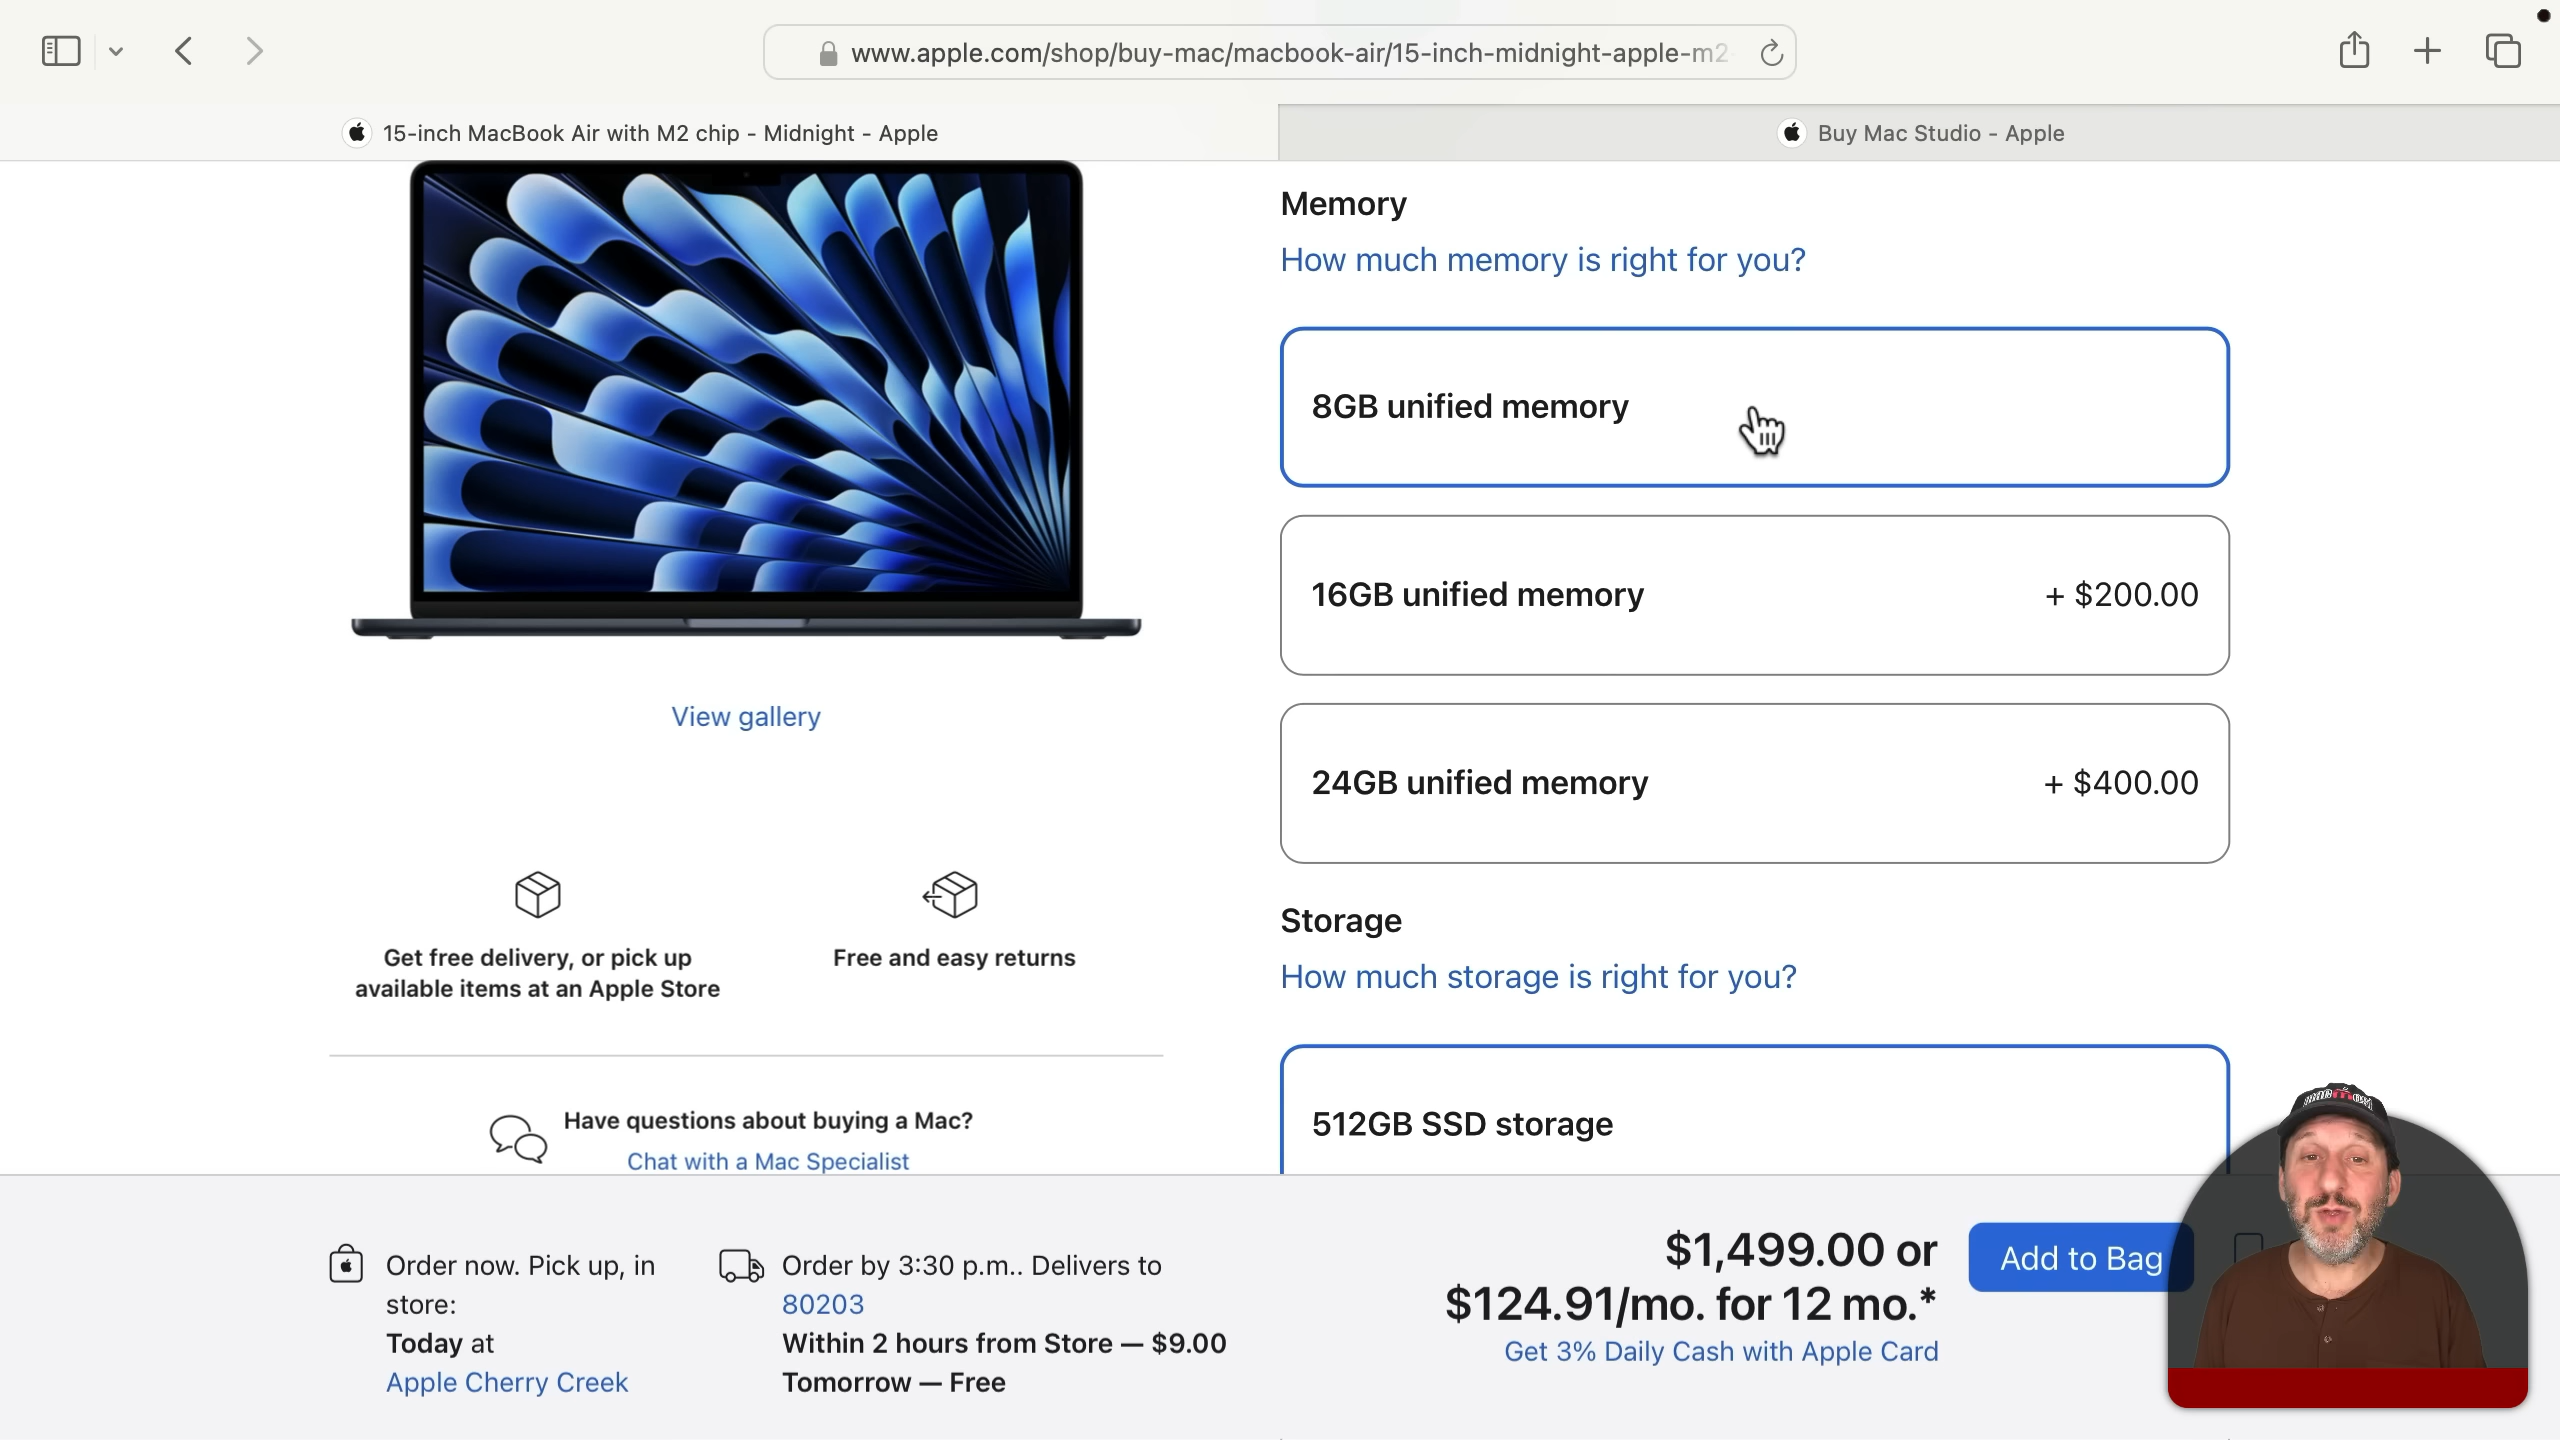 www.apple.com/shop/buy-mac/macbook-air/15-inch-midnight-apple-m2
15-inch MacBook Air with M2 chip - Midnight - Apple
Buy Mac Studio - Apple
Memory
How much memory is right for you?
8GB unified memory
16GB unified memory + $200.00
24GB unified memory + $400.00
View gallery
Get free delivery, or pick up
available items at an Apple Store
Free and easy returns
Storage
How much storage is right for you?
512GB SSD storage
Have questions about buying a Mac?
Chat with a Mac Specialist
Order now. Pick up, in
store:
Today at
Apple Cherry Creek
Order by 3:30 p.m.. Delivers to
80203
Within 2 hours from Store — $9.00
Tomorrow — Free
$1,499.00 or
$124.91/mo. for 12 mo.*
Get 3% Daily Cash with Apple Card
Add to Bag